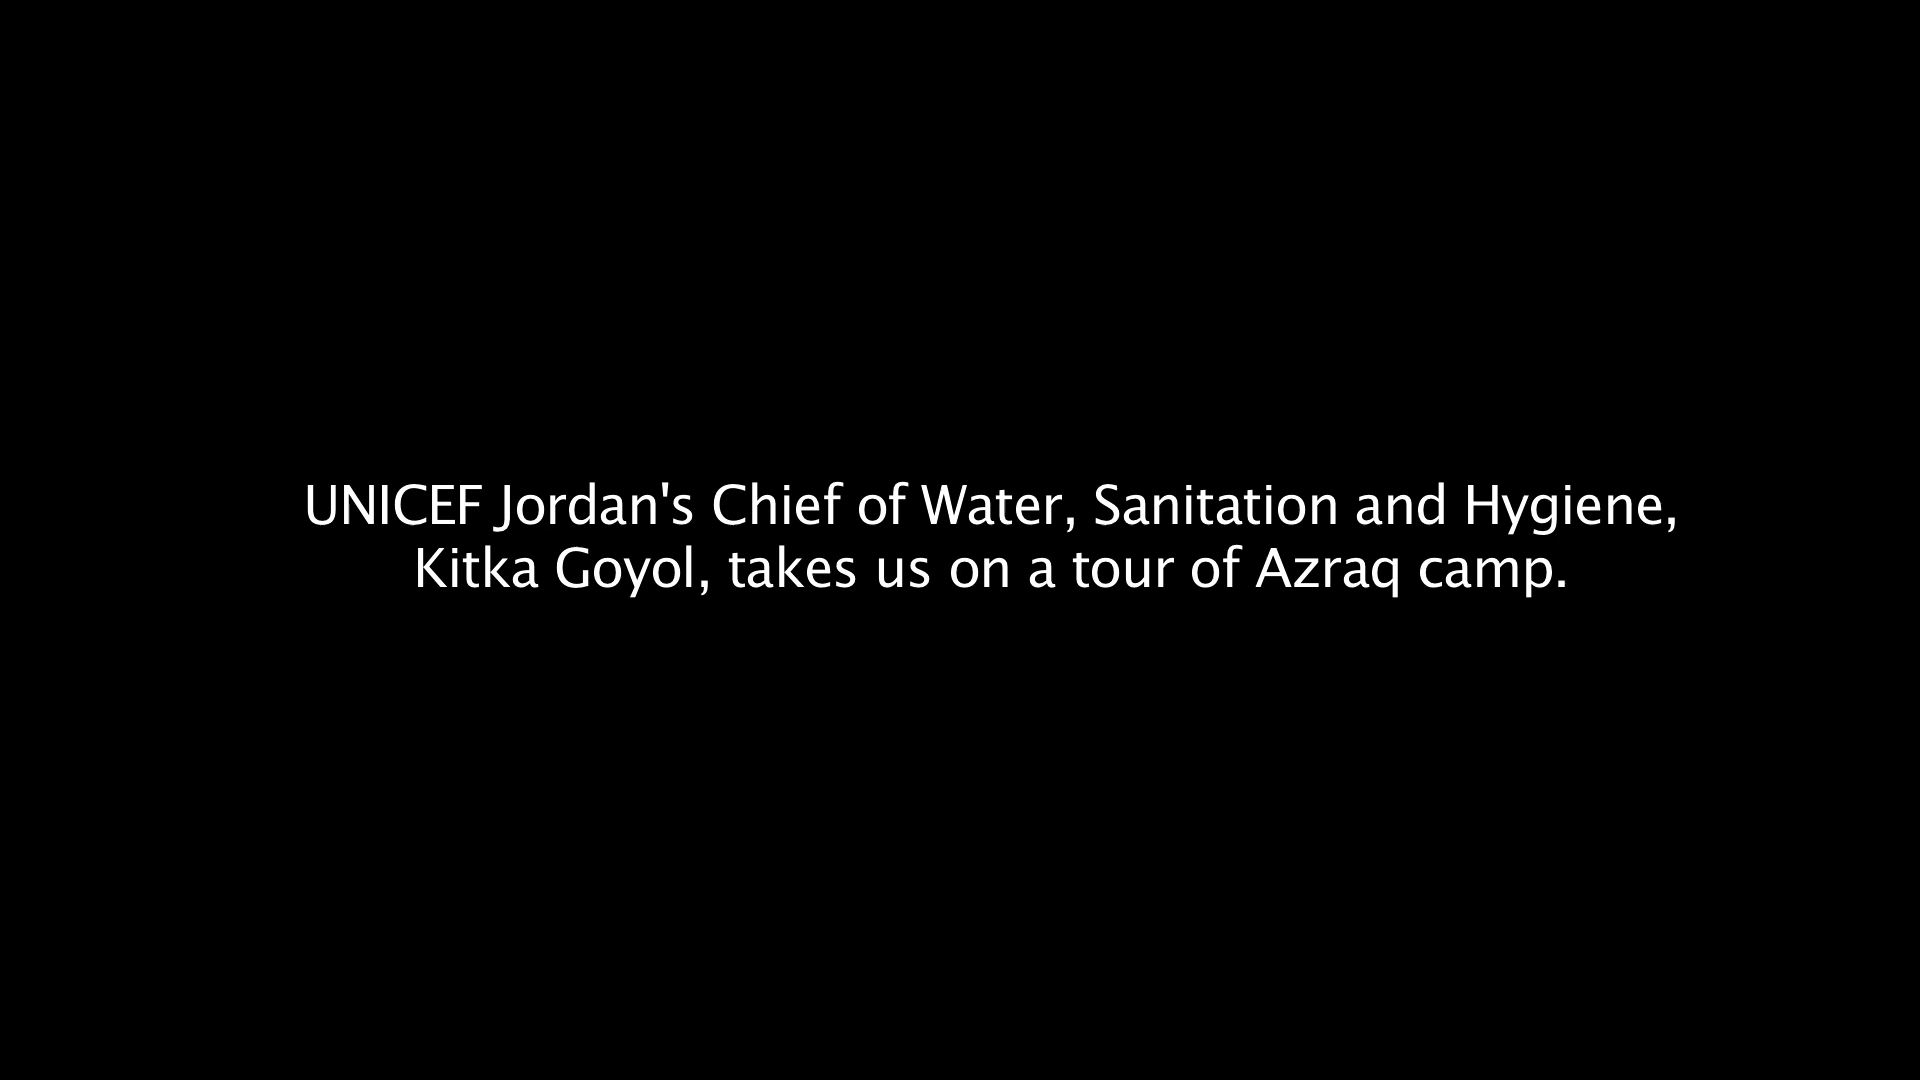 UNICEF Jordan's Chief of Water, Sanitation and Hygiene,
Kitka Goyol, takes us on a tour of Azraq camp.